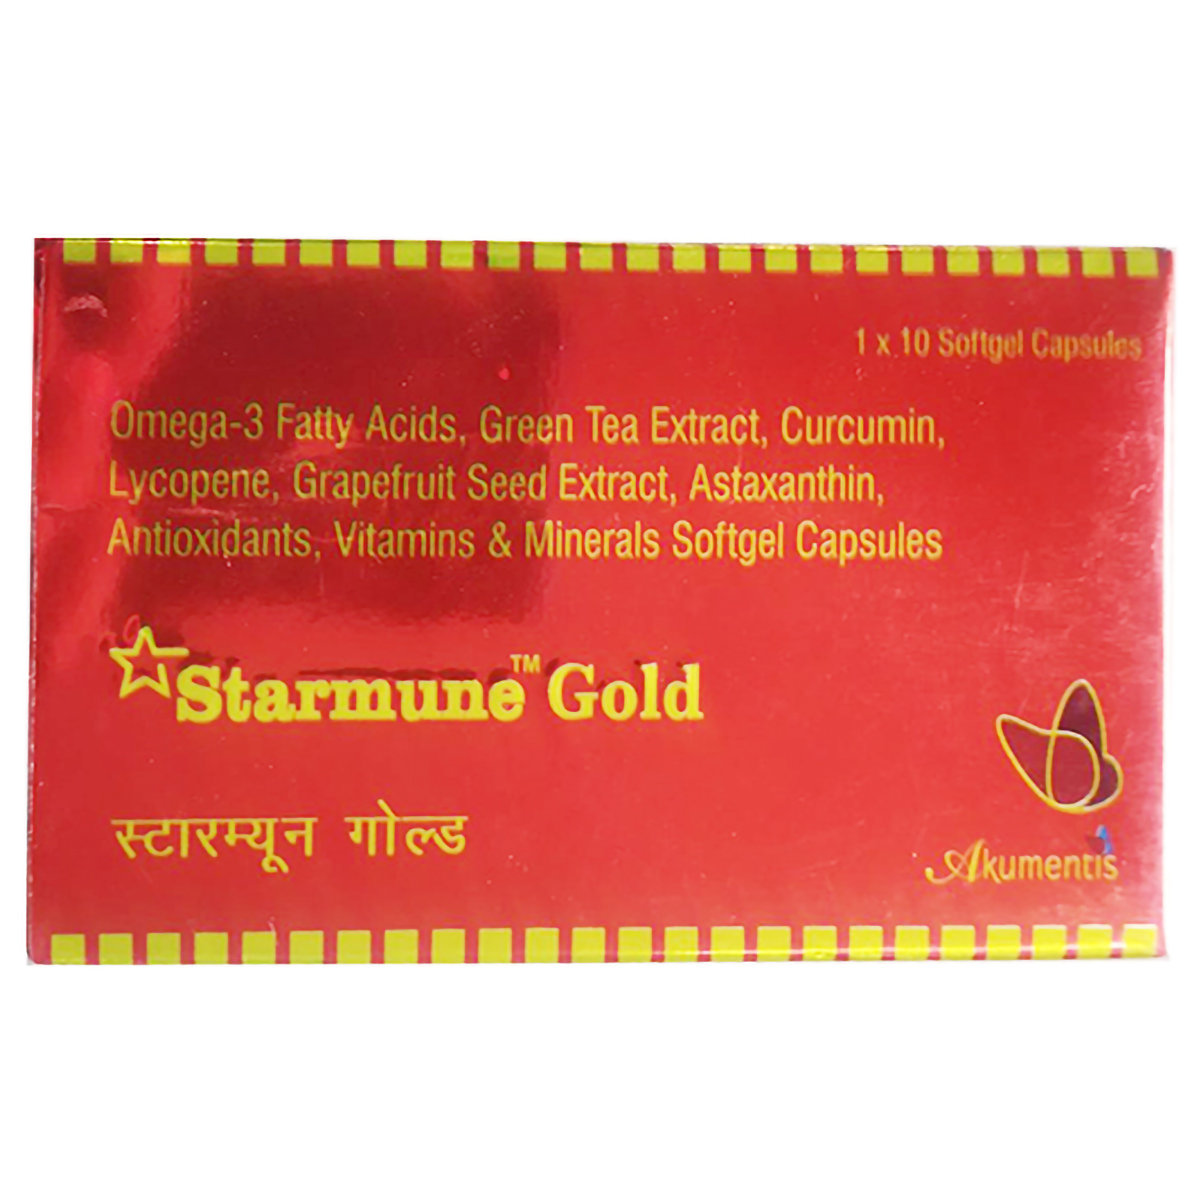 1 x 10 Softgel Capsules
Omega-3 Fatty Acids, Green Tea Extract, Curcumin,
Lycopene, Grapefruit Seed Extract, Astaxanthin,
Antioxidants, Vitamins & Minerals Softgel Capsules
Starmune™ Gold
स्टारम्यून गोल्ड
Akumentis